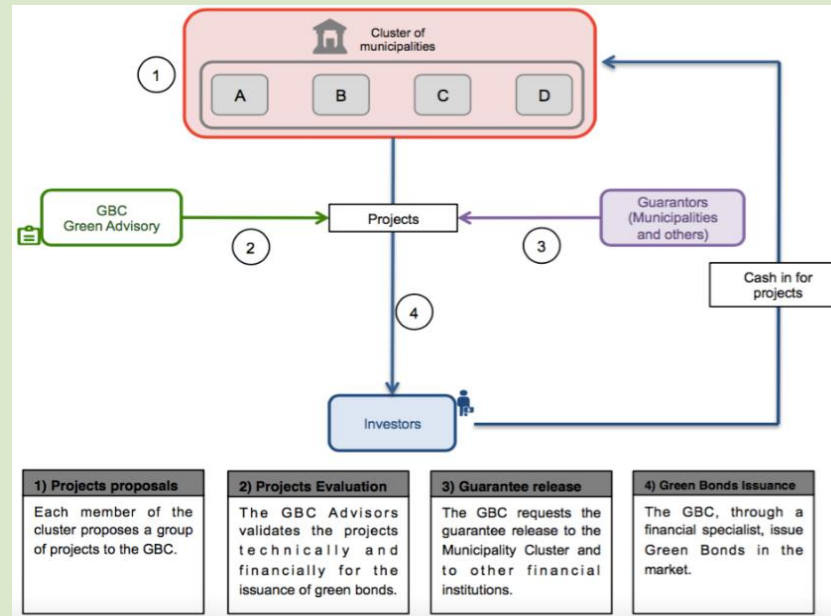 Cluster of
municipalities
1
A
B
C
D
GBC
Green Advisory
2
Projects
3
Guarantors
(Municipalities
and others)
Cash in for
projects
4
Investors
1) Projects proposals
Each member of the
cluster proposes a group
of projects to the GBC.
2) Projects Evaluation
The GBC Advisors
validates the projects
technically and
financially for the
issuance of green bonds.
3) Guarantee release
The GBC requests the
guarantee release to the
Municipality Cluster and
to other financial
institutions.
4) Green Bonds Issuance
The GBC, through a
financial specialist, issue
Green Bonds in the
market.